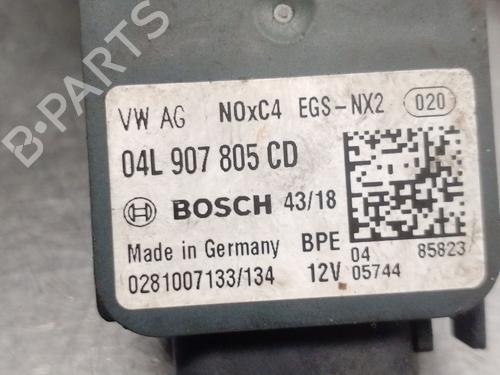 VW AG NOxC4 EGS-NX2 020
04L 907 805 CD
BOSCH 43/18
Made in Germany BPE 04 85823
0281007133/134 12V 05744
B-PARTS